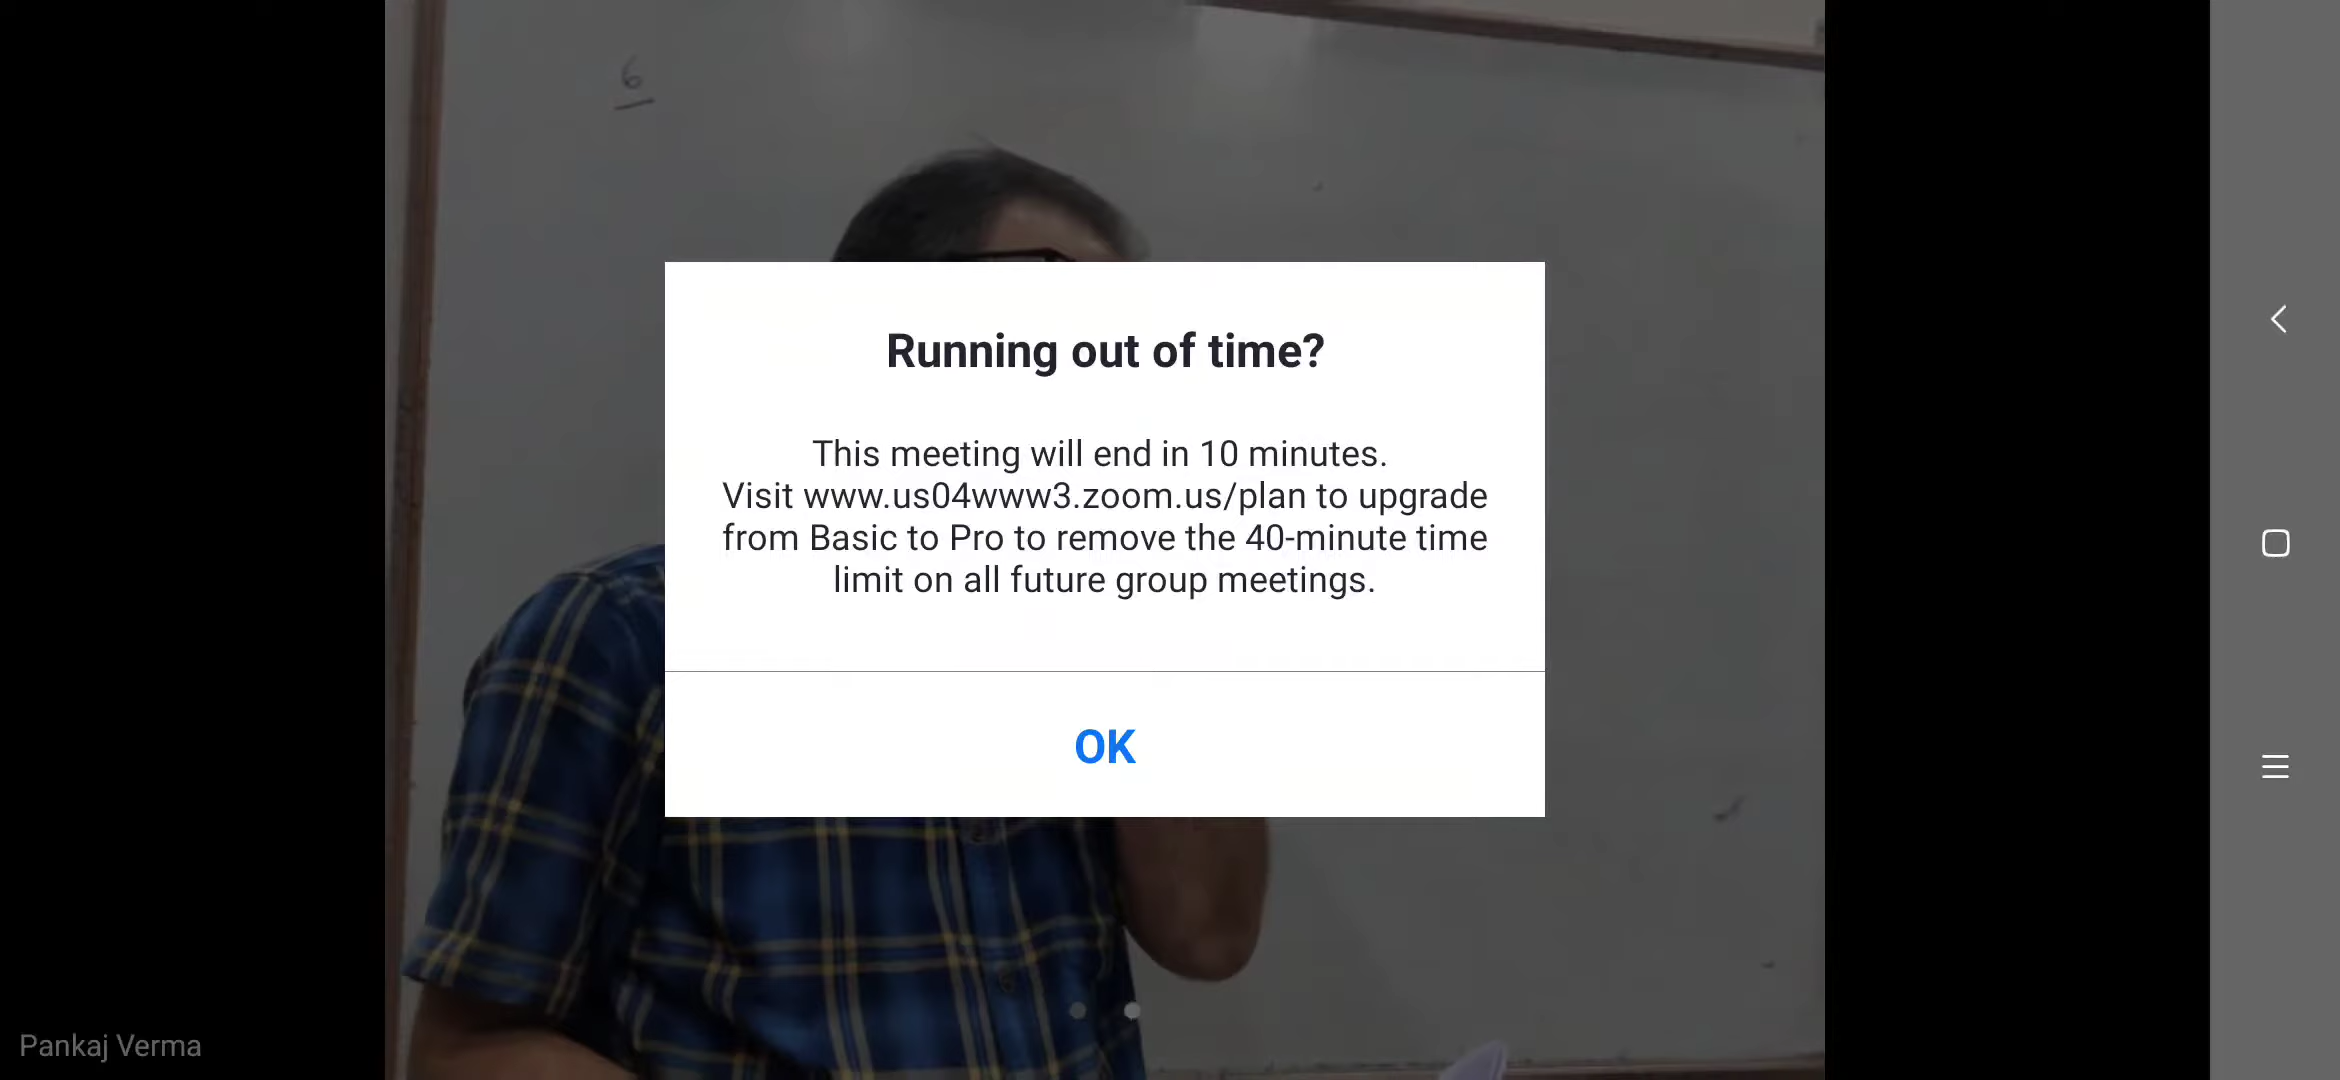 6
Running out of time?
This meeting will end in 10 minutes.
Visit www.us04www3.zoom.us/plan to upgrade
from Basic to Pro to remove the 40-minute time
limit on all future group meetings.
OK
Pankaj Verma